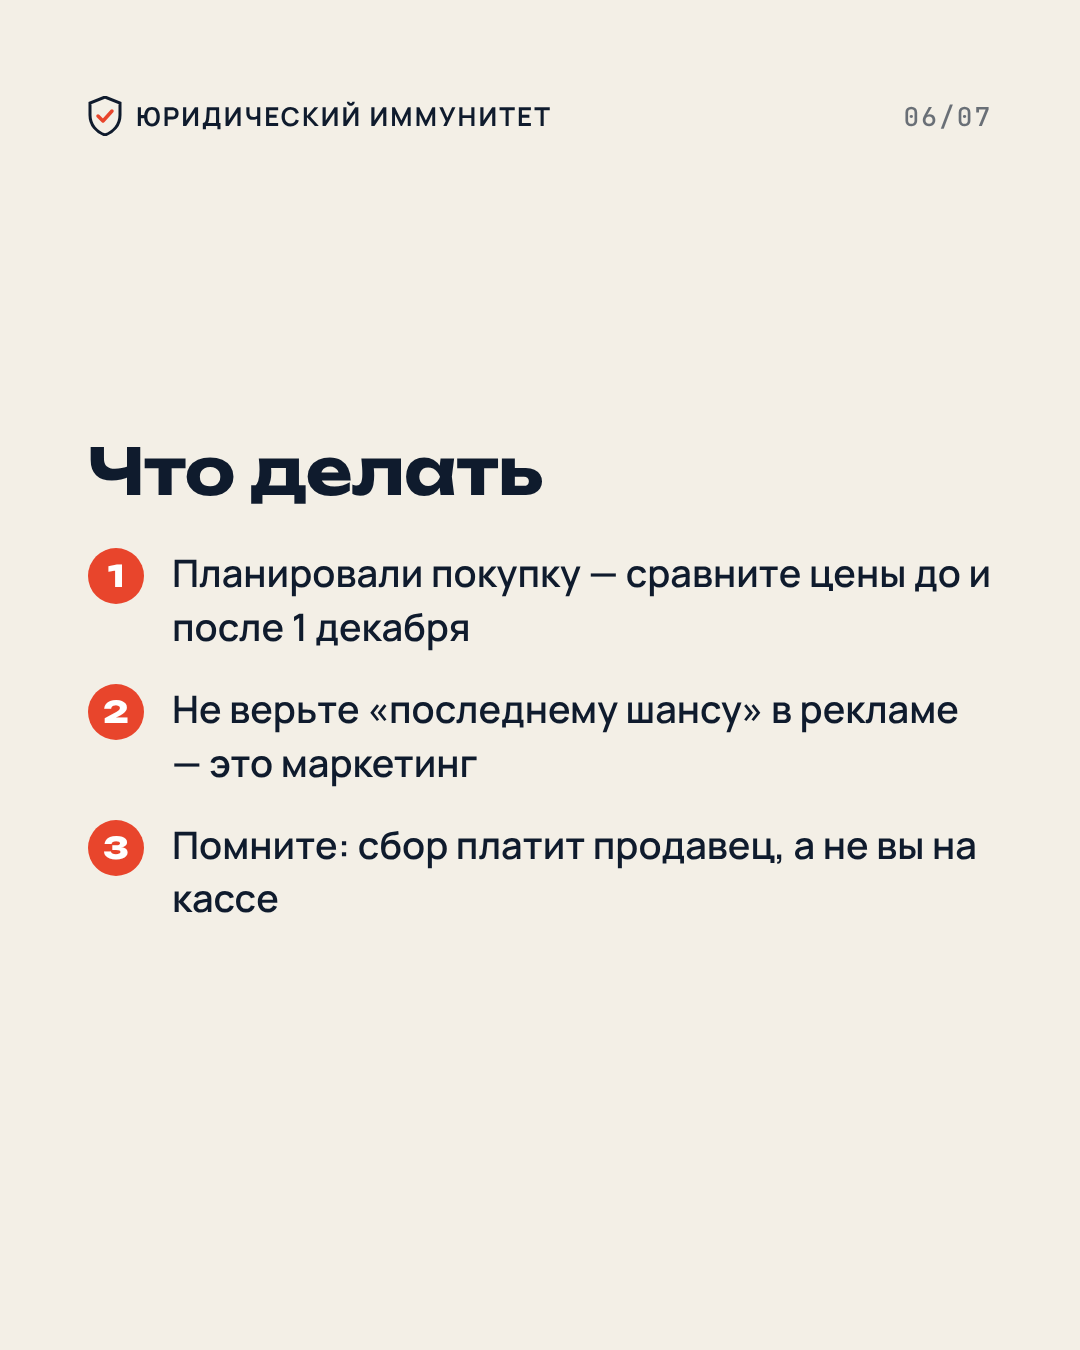 ЮРИДИЧЕСКИЙ ИММУНИТЕТ
06/07
Что делать
1 Планировали покупку — сравните цены до и
после 1 декабря
2 Не верьте «последнему шансу» в рекламе
— это маркетинг
3 Помните: сбор платит продавец, а не вы на
кассе